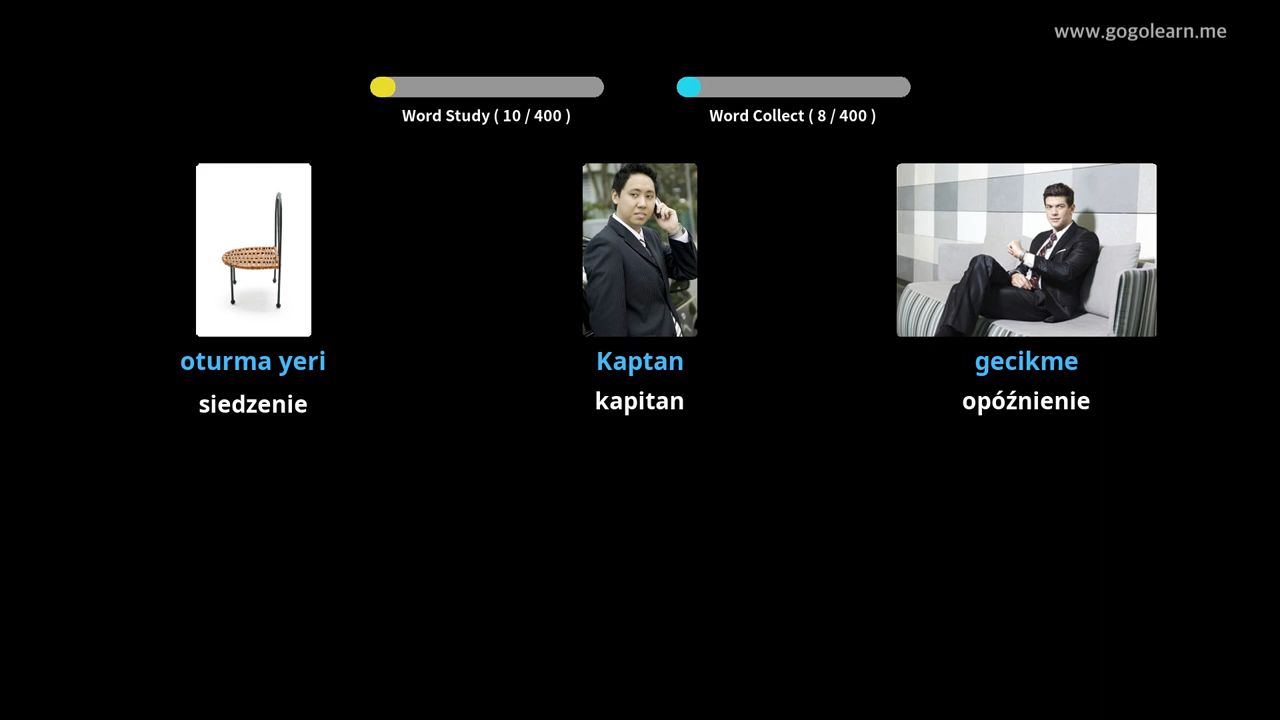 www.gogolearn.me
Word Study ( 10 / 400 )
Word Collect ( 8 / 400 )
oturma yeri
siedzenie
Kaptan
kapitan
gecikme
opóźnienie